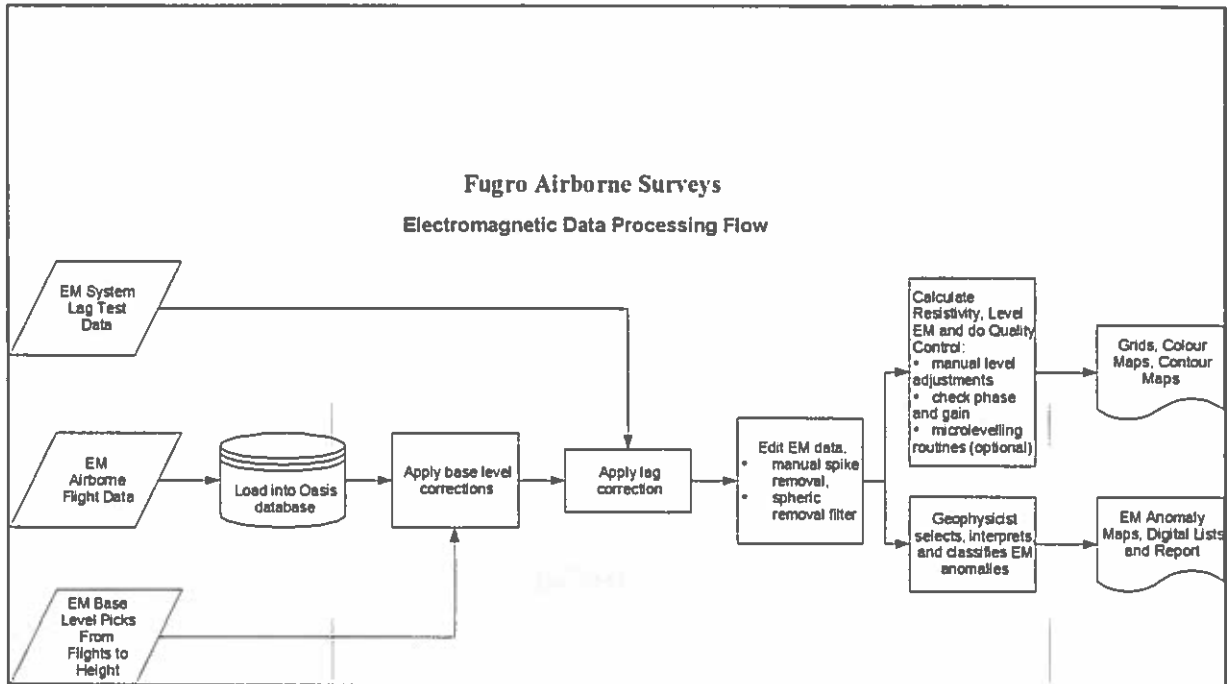 Fugro Airborne Surveys
Electromagnetic Data Processing Flow
EM System
Lag Test
Data
EM
Airborne
Flight Data
Load into Oasis
database
Apply base level
corrections
Apply lag
correction
Edit EM data,
• manual spike
removal,
• spheric
removal filter
Calculate
Resistivity, Level
EM and do Quality
Control:
• manual level
adjustments
• check phase
and gain
• microlevelling
routines (optional)
Grids, Colour
Maps, Contour
Maps
Geophysicist
selects, interprets,
and classifies EM
anomalies
EM Anomaly
Maps, Digital Lists
and Report
EM Base
Level Picks
From
Flights to
Height